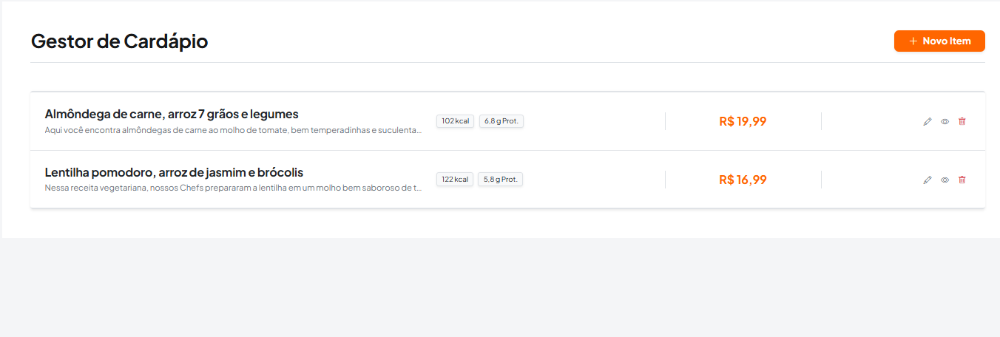 Gestor de Cardápio
Novo Item
Almôndega de carne, arroz 7 grãos e legumes
Aqui você encontra almôndegas de carne ao molho de tomate, bem temperadinhas e suculenta...
102 kcal
6,8 g Prot.
R$ 19,99
Lentilha pomodoro, arroz de jasmim e brócolis
Nessa receita vegetariana, nossos Chefs prepararam a lentilha em um molho bem saboroso de t...
122 kcal
5,8 g Prot.
R$ 16,99